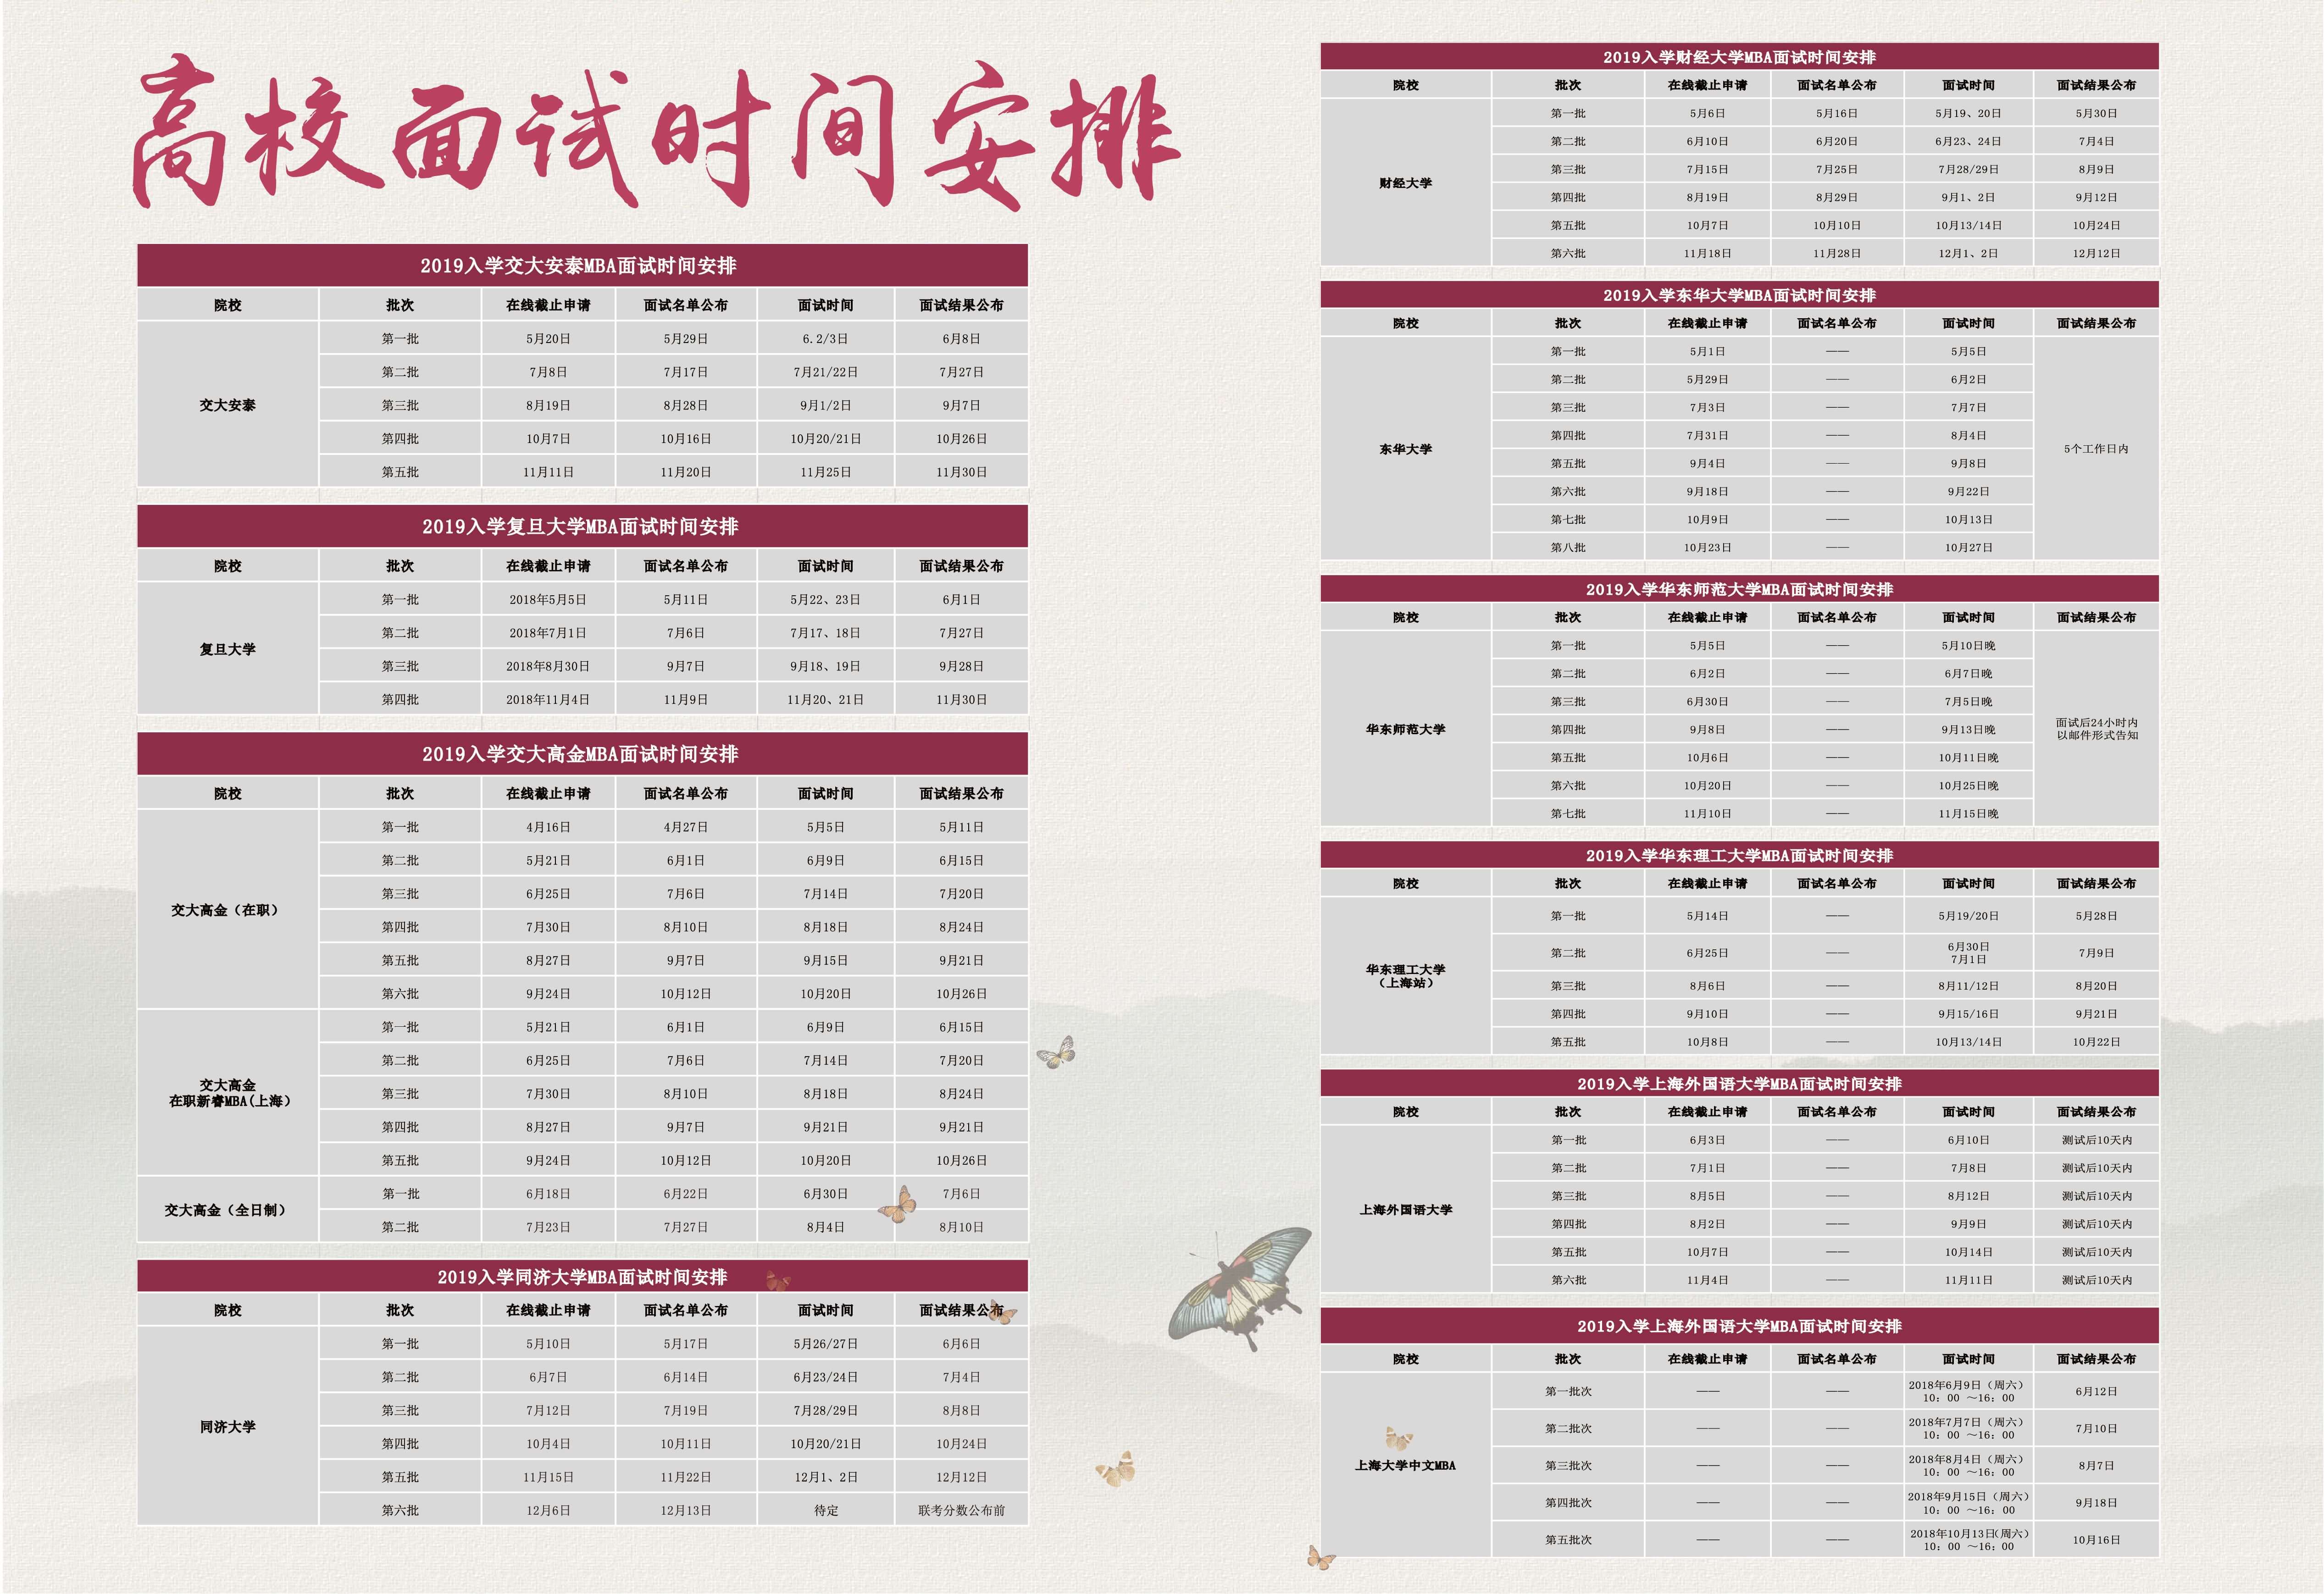 高校面试时间安排
2019入学交大安泰MBA面试时间安排
院校 批次 在线截止申请 面试名单公布 面试时间 面试结果公布
交大安泰
第一批 5月20日 5月29日 6.2/3日 6月8日
第二批 7月8日 7月17日 7月21/22日 7月27日
第三批 8月19日 8月28日 9月1/2日 9月7日
第四批 10月7日 10月16日 10月20/21日 10月26日
第五批 11月11日 11月20日 11月25日 11月30日
2019入学复旦大学MBA面试时间安排
院校 批次 在线截止申请 面试名单公布 面试时间 面试结果公布
复旦大学
第一批 2018年5月5日 5月11日 5月22、23日 6月1日
第二批 2018年7月1日 7月6日 7月17、18日 7月27日
第三批 2018年8月30日 9月7日 9月18、19日 9月28日
第四批 2018年11月4日 11月9日 11月20、21日 11月30日
2019入学交大高金MBA面试时间安排
院校 批次 在线截止申请 面试名单公布 面试时间 面试结果公布
交大高金（在职）
第一批 4月16日 4月27日 5月5日 5月11日
第二批 5月21日 6月1日 6月9日 6月15日
第三批 6月25日 7月6日 7月14日 7月20日
第四批 7月30日 8月10日 8月18日 8月24日
第五批 8月27日 9月7日 9月15日 9月21日
第六批 9月24日 10月12日 10月20日 10月26日
交大高金
在职新睿MBA(上海）
第一批 5月21日 6月1日 6月9日 6月15日
第二批 6月25日 7月6日 7月14日 7月20日
第三批 7月30日 8月10日 8月18日 8月24日
第四批 8月27日 9月7日 9月21日 9月21日
第五批 9月24日 10月12日 10月20日 10月26日
交大高金（全日制）
第一批 6月18日 6月22日 6月30日 7月6日
第二批 7月23日 7月27日 8月4日 8月10日
2019入学同济大学MBA面试时间安排
院校 批次 在线截止申请 面试名单公布 面试时间 面试结果公布
同济大学
第一批 5月10日 5月17日 5月26/27日 6月6日
第二批 6月7日 6月14日 6月23/24日 7月4日
第三批 7月12日 7月19日 7月28/29日 8月8日
第四批 10月4日 10月11日 10月20/21日 10月24日
第五批 11月15日 11月22日 12月1、2日 12月12日
第六批 12月6日 12月13日 待定 联考分数公布前
2019入学财经大学MBA面试时间安排
院校 批次 在线截止申请 面试名单公布 面试时间 面试结果公布
财经大学
第一批 5月6日 5月16日 5月19、20日 5月30日
第二批 6月10日 6月20日 6月23、24日 7月4日
第三批 7月15日 7月25日 7月28/29日 8月9日
第四批 8月19日 8月29日 9月1、2日 9月12日
第五批 10月7日 10月10日 10月13/14日 10月24日
第六批 11月18日 11月28日 12月1、2日 12月12日
2019入学东华大学MBA面试时间安排
院校 批次 在线截止申请 面试名单公布 面试时间 面试结果公布
东华大学
第一批 5月1日 —— 5月5日
第二批 5月29日 —— 6月2日
第三批 7月3日 —— 7月7日
第四批 7月31日 —— 8月4日
5个工作日内
第五批 9月4日 —— 9月8日
第六批 9月18日 —— 9月22日
第七批 10月9日 —— 10月13日
第八批 10月23日 —— 10月27日
2019入学华东师范大学MBA面试时间安排
院校 批次 在线截止申请 面试名单公布 面试时间 面试结果公布
华东师范大学
第一批 5月5日 —— 5月10日晚
第二批 6月2日 —— 6月7日晚
第三批 6月30日 —— 7月5日晚
第四批 9月8日 —— 9月13日晚
面试后24小时内
以邮件形式告知
第五批 10月6日 —— 10月11日晚
第六批 10月20日 —— 10月25日晚
第七批 11月10日 —— 11月15日晚
2019入学华东理工大学MBA面试时间安排
院校 批次 在线截止申请 面试名单公布 面试时间 面试结果公布
华东理工大学
（上海站）
第一批 5月14日 —— 5月19/20日 5月28日
第二批 6月25日 —— 6月30日
7月1日 7月9日
第三批 8月6日 —— 8月11/12日 8月20日
第四批 9月10日 —— 9月15/16日 9月21日
第五批 10月8日 —— 10月13/14日 10月22日
2019入学上海外国语大学MBA面试时间安排
院校 批次 在线截止申请 面试名单公布 面试时间 面试结果公布
上海外国语大学
第一批 6月3日 —— 6月10日 测试后10天内
第二批 7月1日 —— 7月8日 测试后10天内
第三批 8月5日 —— 8月12日 测试后10天内
第四批 8月2日 —— 9月9日 测试后10天内
第五批 10月7日 —— 10月14日 测试后10天内
第六批 11月4日 —— 11月11日 测试后10天内
2019入学上海外国语大学MBA面试时间安排
院校 批次 在线截止申请 面试名单公布 面试时间 面试结果公布
上海大学中文MBA
第一批次 —— —— 2018年6月9日（周六）
10：00 ～16：00 6月12日
第二批次 —— —— 2018年7月7日（周六）
10：00 ～16：00 7月10日
第三批次 —— —— 2018年8月4日（周六）
10：00 ～16：00 8月7日
第四批次 —— —— 2018年9月15日（周六）
10：00 ～16：00 9月18日
第五批次 —— —— 2018年10月13日(周六）
10：00 ～16：00 10月16日